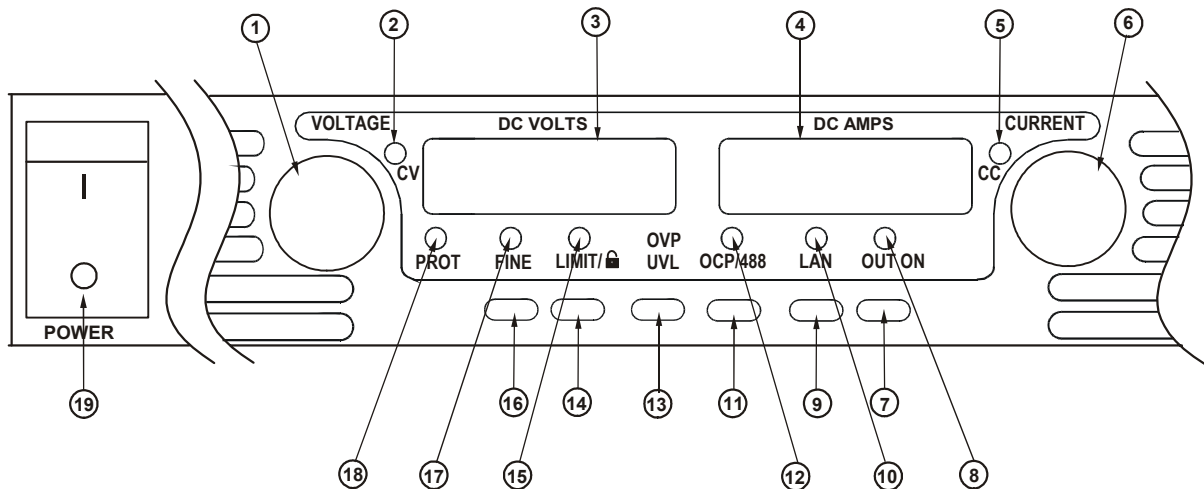 1
2
3
4
5
6
VOLTAGE
DC VOLTS
DC AMPS
CURRENT
CV
CC
I
PROT
FINE
LIMIT/
OVP
UVL
OCP/488
LAN
OUT ON
POWER
19
16
14
13
11
9
7
18
17
15
12
10
8